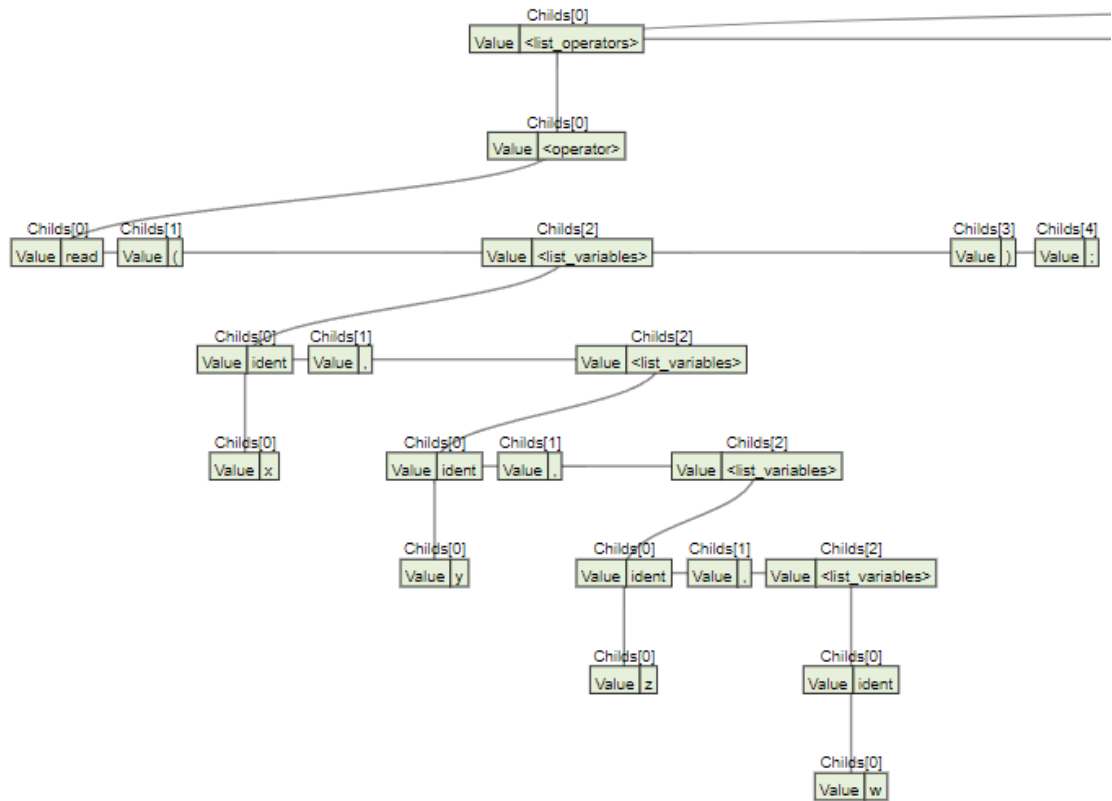 Childs[0]
Value <list_operators>
Childs[0]
Value <operator>
Childs[0] Childs[1] Childs[2] Childs[3] Childs[4]
Value read Value ( Value <list_variables> Value ) Value ;
Childs[0] Childs[1] Childs[2]
Value ident Value , Value <list_variables>
Childs[0] Childs[0] Childs[1] Childs[2]
Value x Value ident Value , Value <list_variables>
Childs[0] Childs[0] Childs[1] Childs[2]
Value y Value ident Value , Value <list_variables>
Childs[0] Childs[0]
Value z Value ident
Childs[0]
Value w